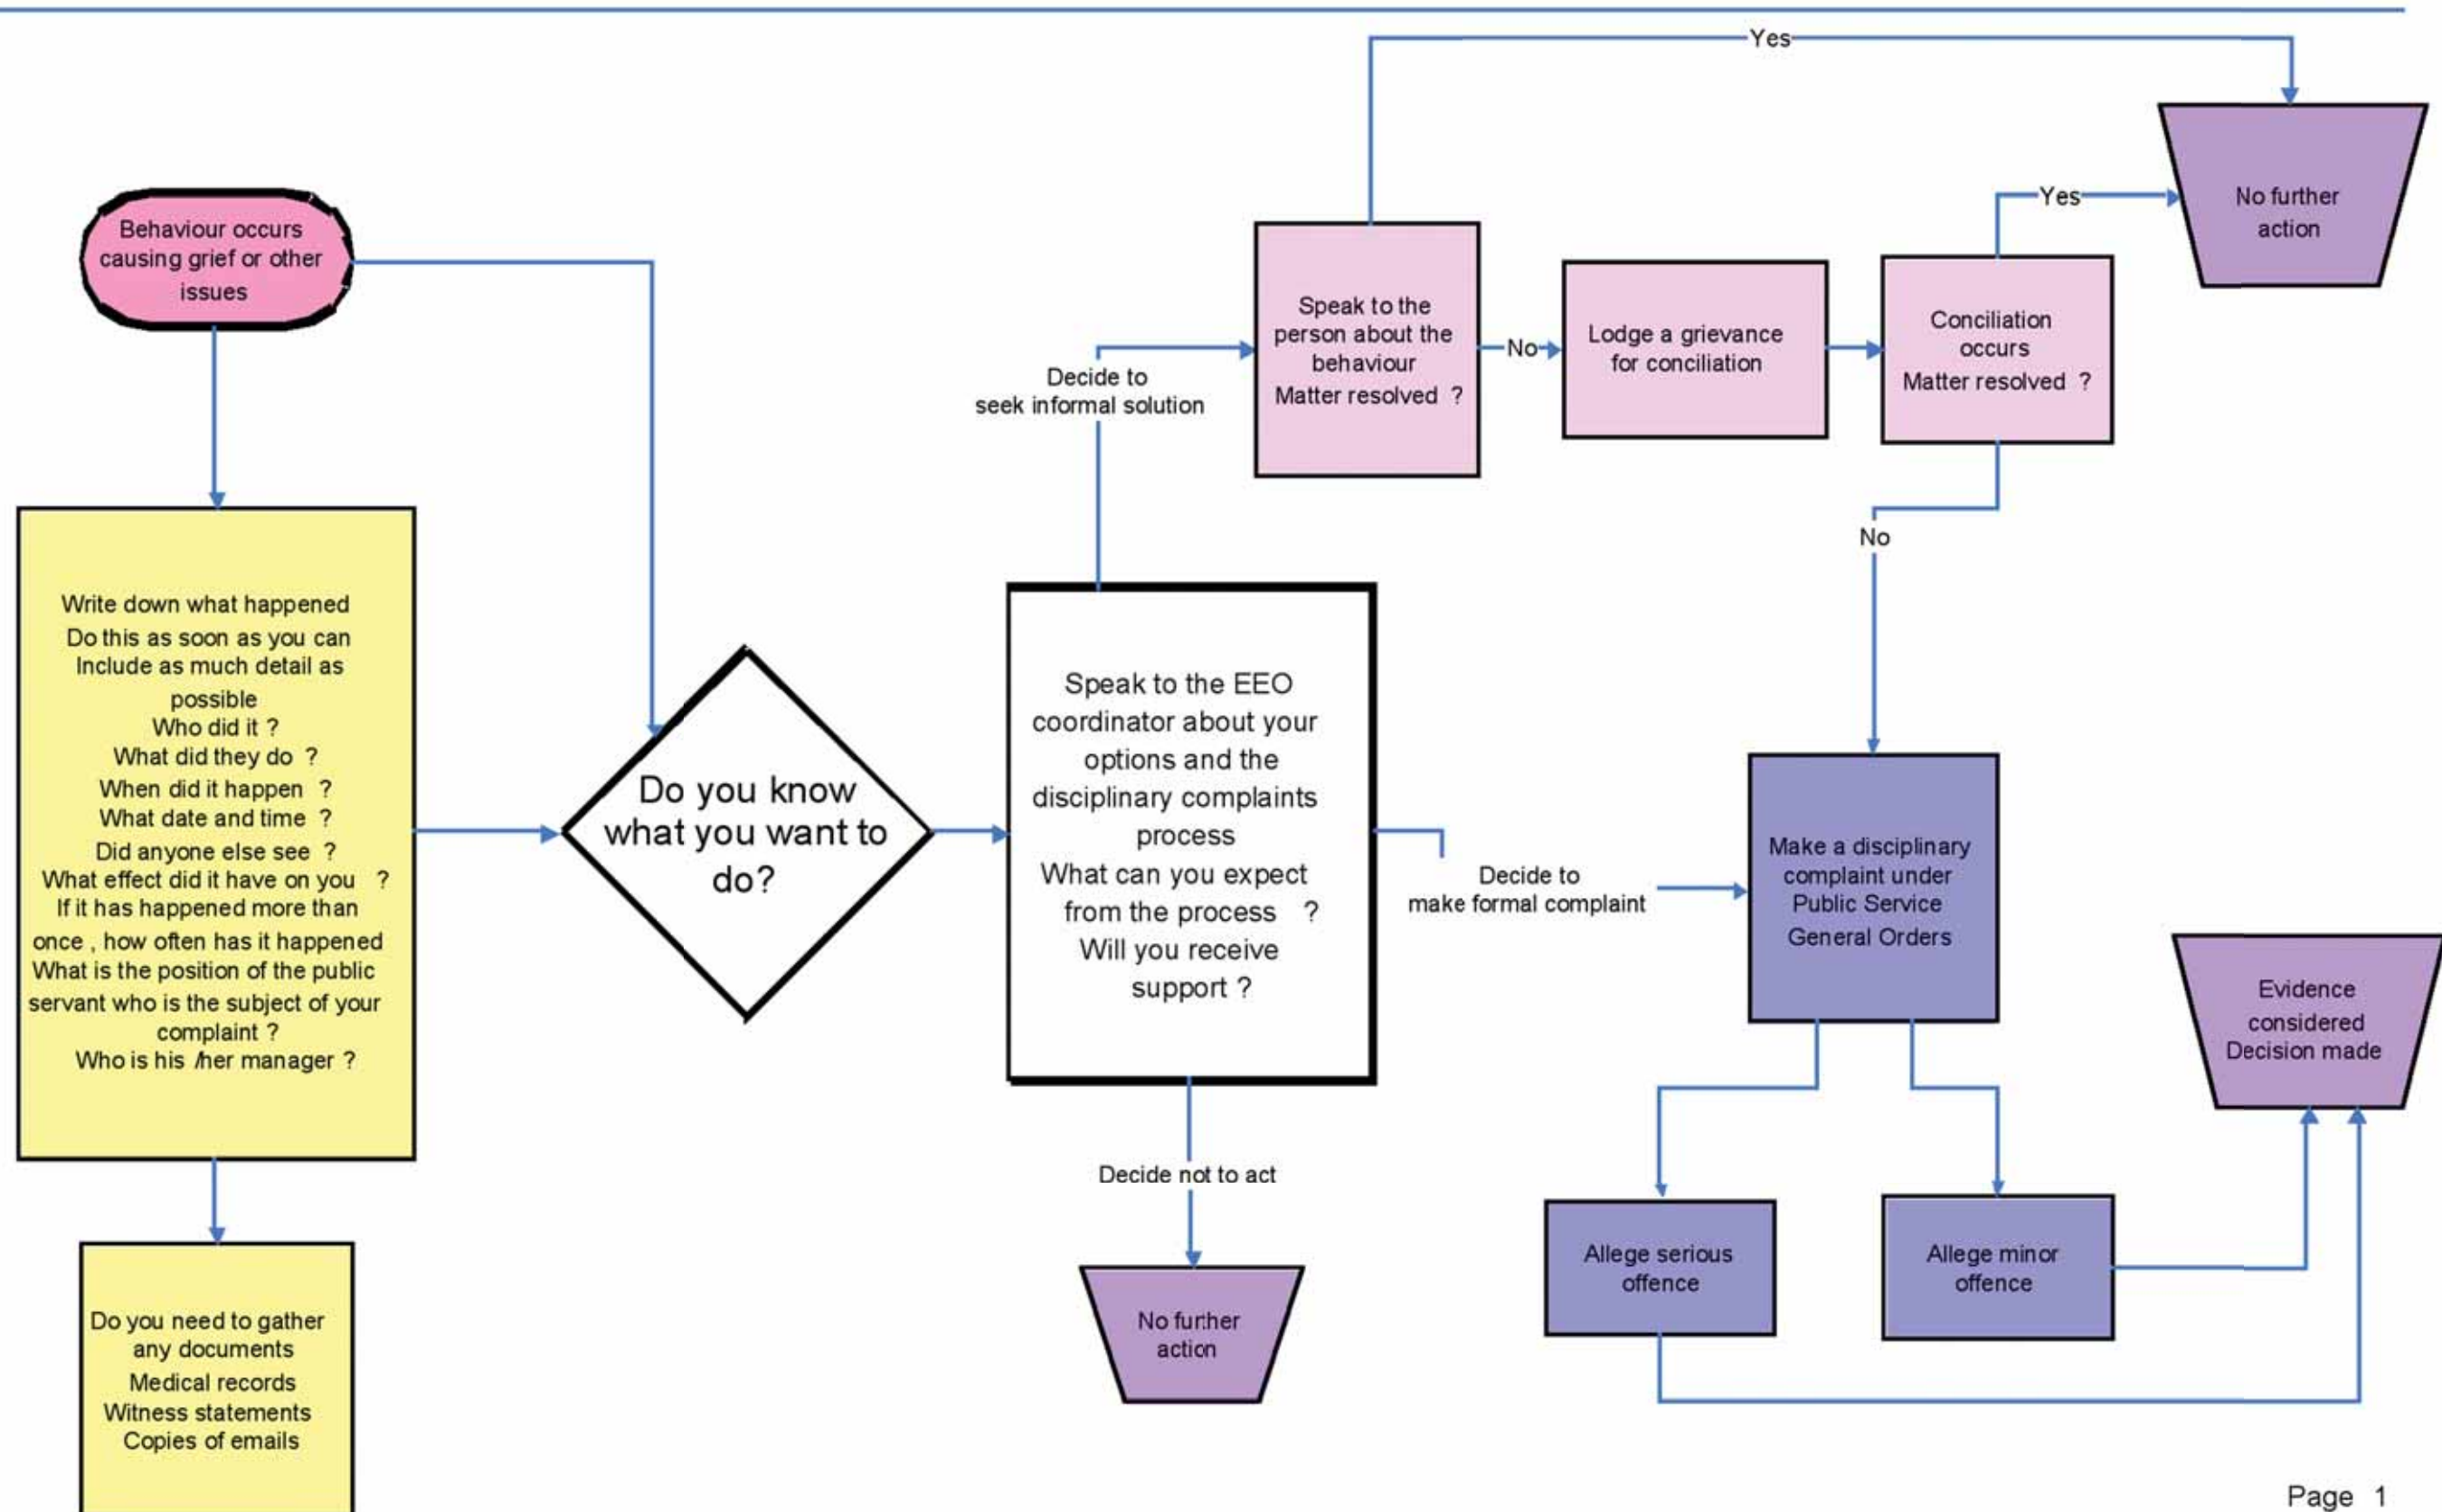 Yes
Behaviour occurs
causing grief or other
issues
Yes
No further
action
Speak to the
person about the
behaviour
Matter resolved ?
No
Lodge a grievance
for conciliation
Conciliation
occurs
Matter resolved ?
Decide to
seek informal solution
No
Write down what happened
Do this as soon as you can
Include as much detail as
possible
Who did it ?
What did they do ?
When did it happen ?
What date and time ?
Did anyone else see ?
What effect did it have on you ?
If it has happened more than
once , how often has it happened
What is the position of the public
servant who is the subject of your
complaint ?
Who is his /her manager ?
Do you know
what you want to
do?
Speak to the EEO
coordinator about your
options and the
disciplinary complaints
process
What can you expect
from the process ?
Will you receive
support ?
Decide to
make formal complaint
Make a disciplinary
complaint under
Public Service
General Orders
Evidence
considered
Decision made
Decide not to act
No further
action
Allege serious
offence
Allege minor
offence
Do you need to gather
any documents
Medical records
Witness statements
Copies of emails
Page 1